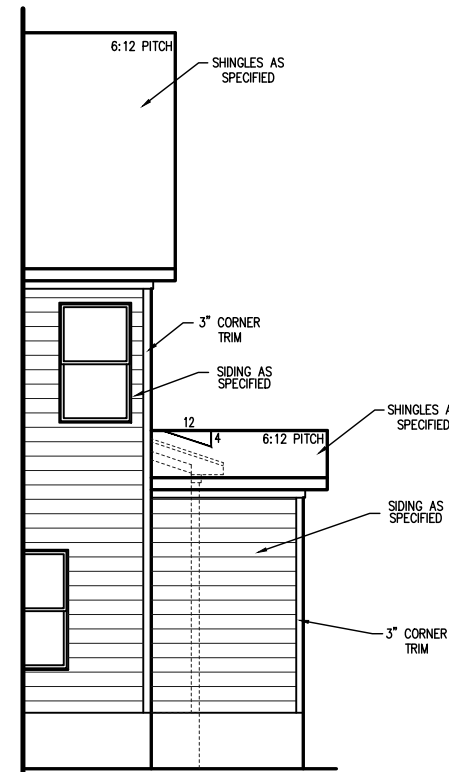 6:12 PITCH
SHINGLES AS
SPECIFIED
3" CORNER
TRIM
SIDING AS
SPECIFIED
12
4
6:12 PITCH
SHINGLES A
SPECIFIED
SIDING AS
SPECIFIED
3" CORNER
TRIM